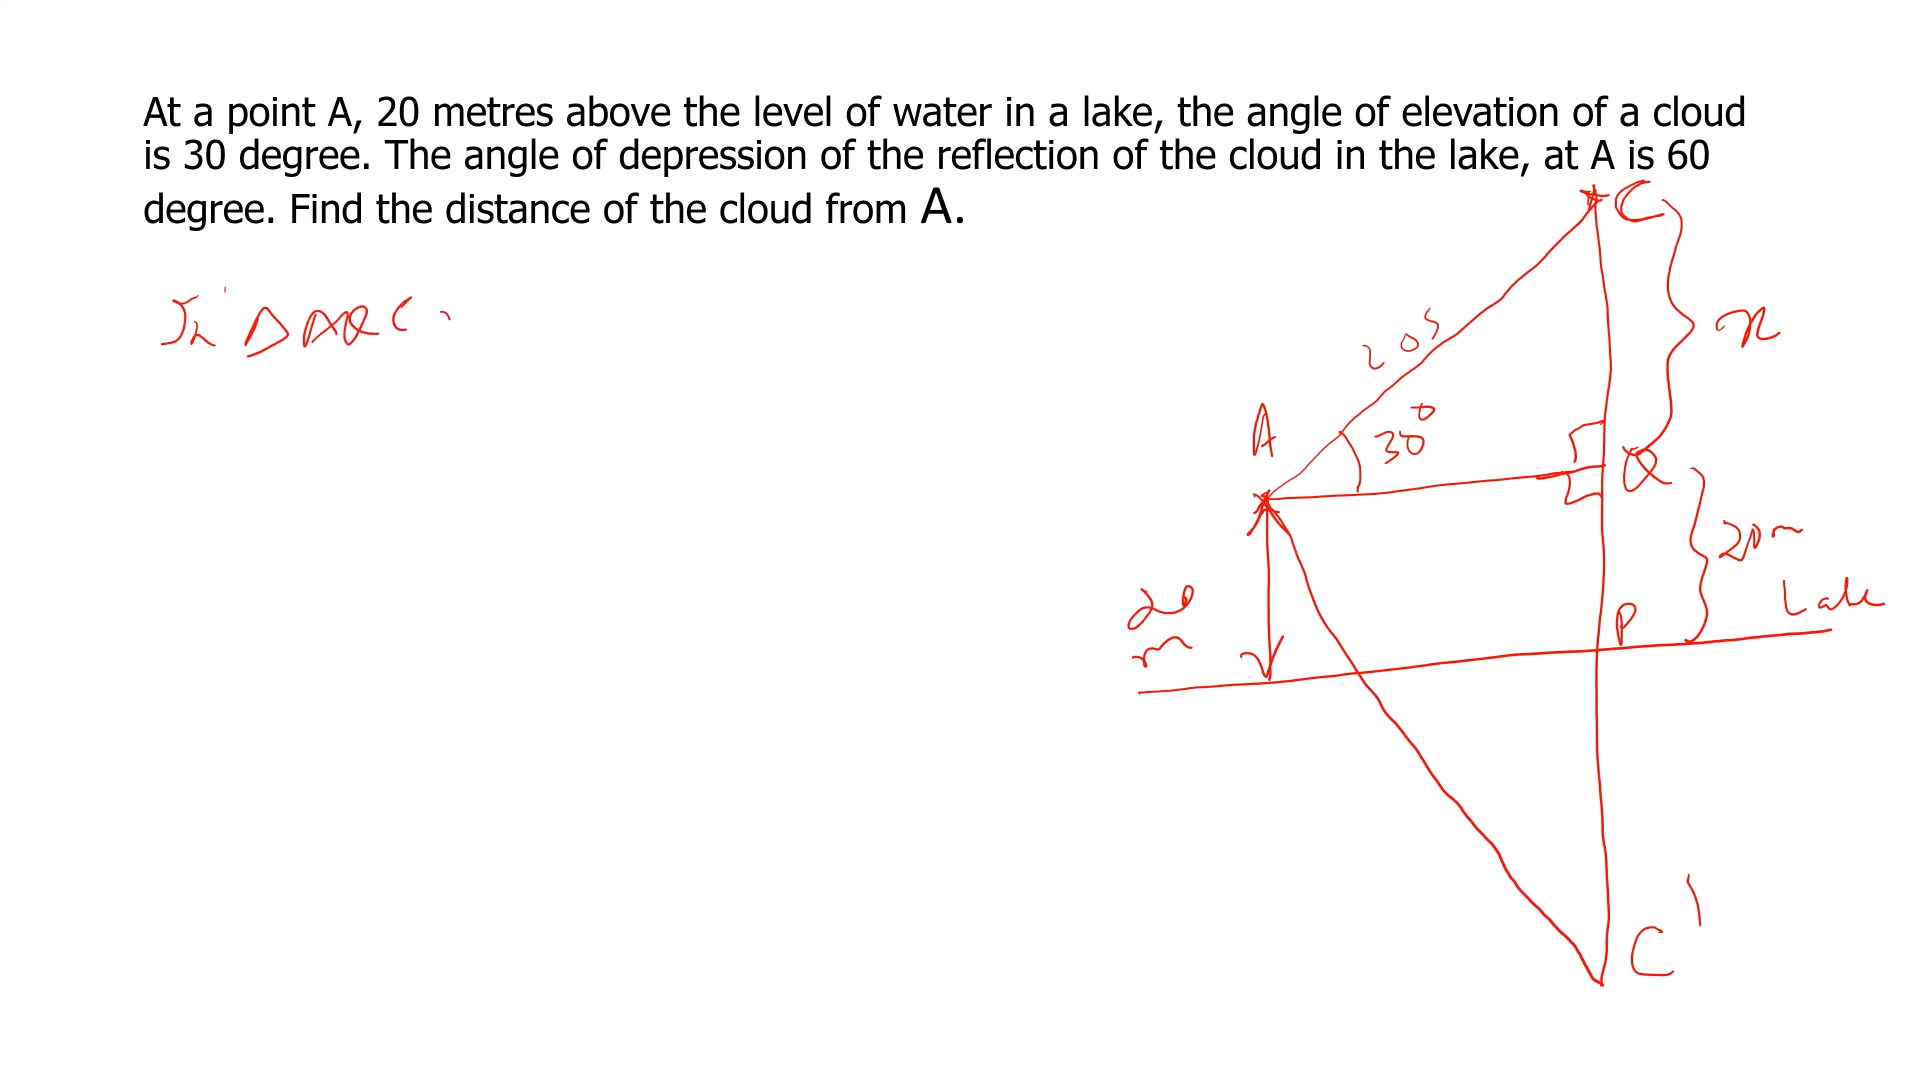 At a point A, 20 metres above the level of water in a lake, the angle of elevation of a cloud
is 30 degree. The angle of depression of the reflection of the cloud in the lake, at A is 60
degree. Find the distance of the cloud from A.
C
In Δ AQC,
x
A
30°
Q
20m
20
m
P
Lake
C'